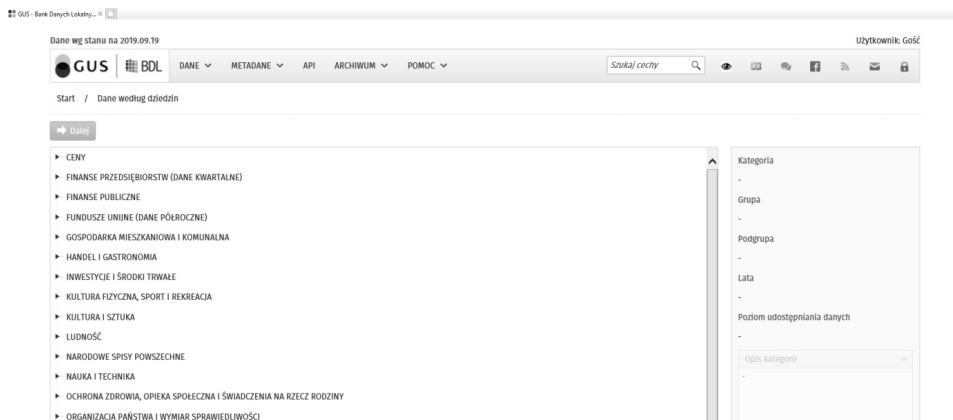 GUS - Bank Danych Lokalny...
Dane wg stanu na 2019.09.19
Użytkownik: Gość
GUS BDL DANE METADANE API ARCHIWUM POMOC Szukaj cechy
Start / Dane według dziedzin
Dalej
CENY
FINANSE PRZEDSIĘBIORSTW (DANE KWARTALNE)
FINANSE PUBLICZNE
FUNDUSZE UNIJNE (DANE PÓŁROCZNE)
GOSPODARKA MIESZKANIOWA I KOMUNALNA
HANDEL I GASTRONOMIA
INWESTYCJE I ŚRODKI TRWAŁE
KULTURA FIZYCZNA, SPORT I REKREACJA
KULTURA I SZTUKA
LUDNOŚĆ
NARODOWE SPISY POWSZECHNE
NAUKA I TECHNIKA
OCHRONA ZDROWIA, OPIEKA SPOŁECZNA I ŚWIADCZENIA NA RZECZ RODZINY
ORGANIZACJA PAŃSTWA I WYMIAR SPRAWIEDLIWOŚCI
Kategoria
-
Grupa
-
Podgrupa
-
Lata
-
Poziom udostępniania danych
-
Opis kategorii
-